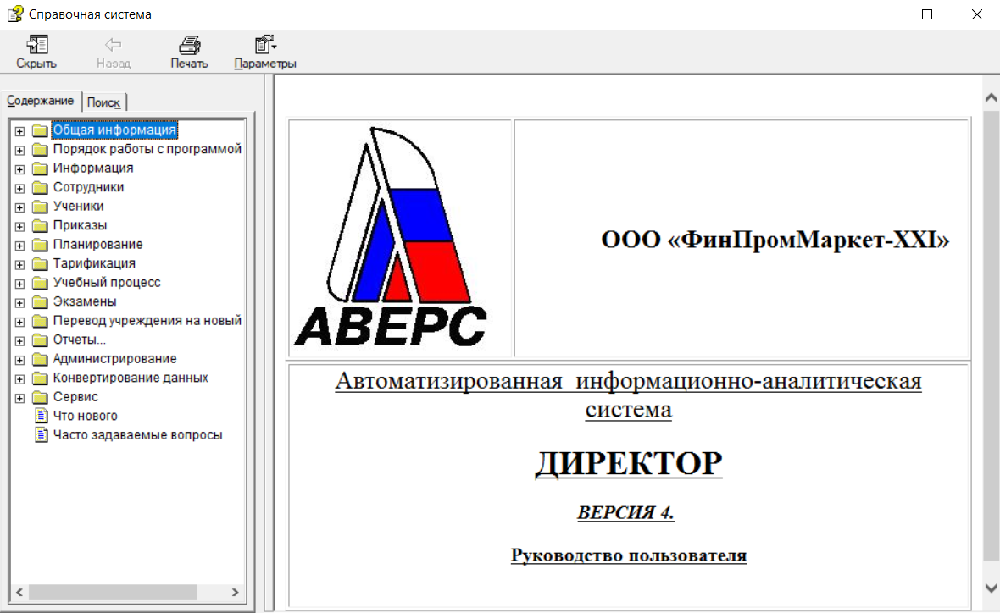 Справочная система
Скрыть
Назад
Печать
Параметры
Содержание
Поиск
Общая информация
Порядок работы с программой
Информация
Сотрудники
Ученики
Приказы
Планирование
Тарификация
Учебный процесс
Экзамены
Перевод учреждения на новый
Отчеты...
Администрирование
Конвертирование данных
Сервис
Что нового
Часто задаваемые вопросы
АВЕРС
ООО «ФинПромМаркет-XXI»
Автоматизированная информационно-аналитическая
система
ДИРЕКТОР
ВЕРСИЯ 4.
Руководство пользователя